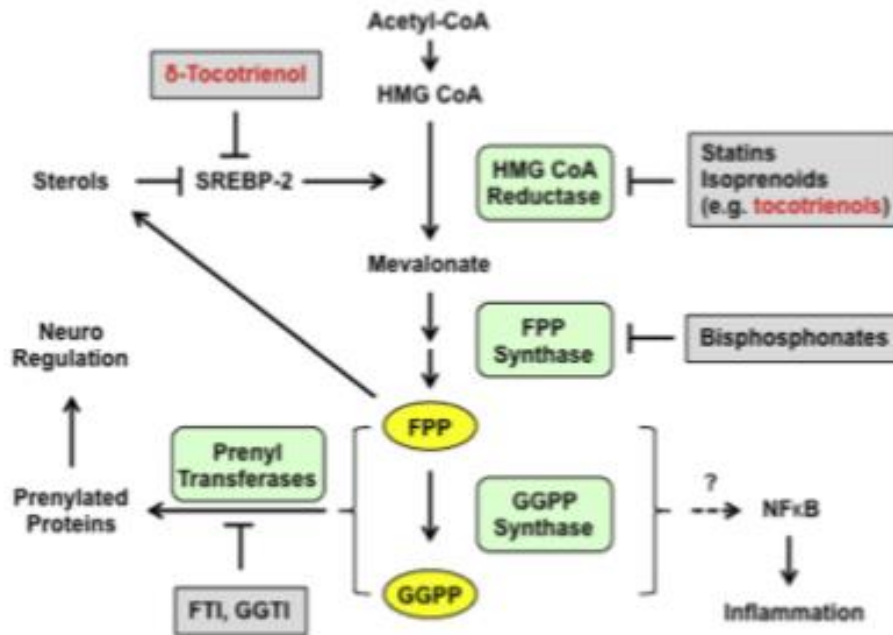 Acetyl-CoA
δ-Tocotrienol
HMG CoA
Sterols
SREBP-2
HMG CoA
Reductase
Statins
Isoprenoids
(e.g. tocotrienols)
Mevalonate
Neuro
Regulation
FPP
Synthase
Bisphosphonates
FPP
Prenyl
Transferases
Prenylated
Proteins
GGPP
Synthase
?
NFκB
FTI, GGTI
GGPP
Inflammation